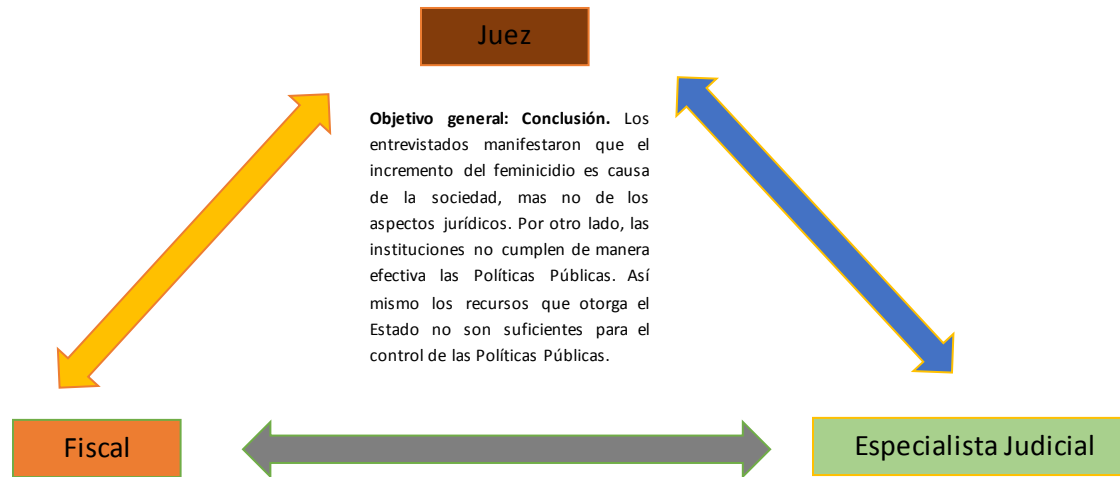 Juez
Objetivo general: Conclusión. Los
entrevistados manifestaron que el
incremento del feminicidio es causa
de la sociedad, mas no de los
aspectos jurídicos. Por otro lado, las
instituciones no cumplen de manera
efectiva las Políticas Públicas. Así
mismo los recursos que otorga el
Estado no son suficientes para el
control de las Políticas Públicas.
Fiscal
Especialista Judicial